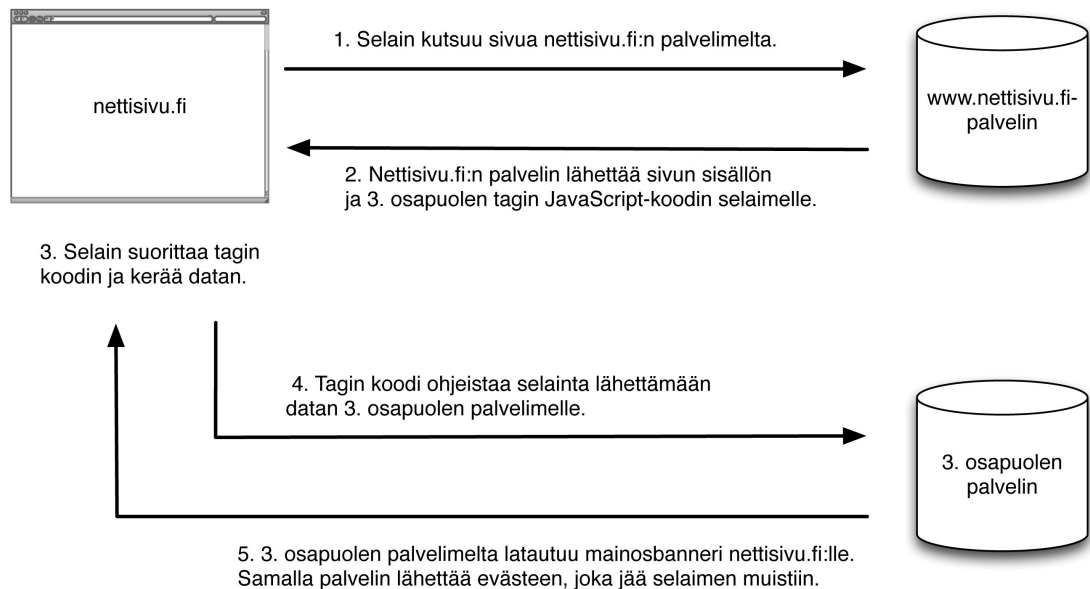 1. Selain kutsuu sivua nettisivu.fi:n palvelimelta.
nettisivu.fi
www.nettisivu.fi-
palvelin
2. Nettisivu.fi:n palvelin lähettää sivun sisällön
ja 3. osapuolen tagin JavaScript-koodin selaimelle.
3. Selain suorittaa tagin
koodin ja kerää datan.
4. Tagin koodi ohjeistaa selainta lähettämään
datan 3. osapuolen palvelimelle.
3. osapuolen
palvelin
5. 3. osapuolen palvelimelta latautuu mainosbanneri nettisivu.fi:lle.
Samalla palvelin lähettää evästeen, joka jää selaimen muistiin.